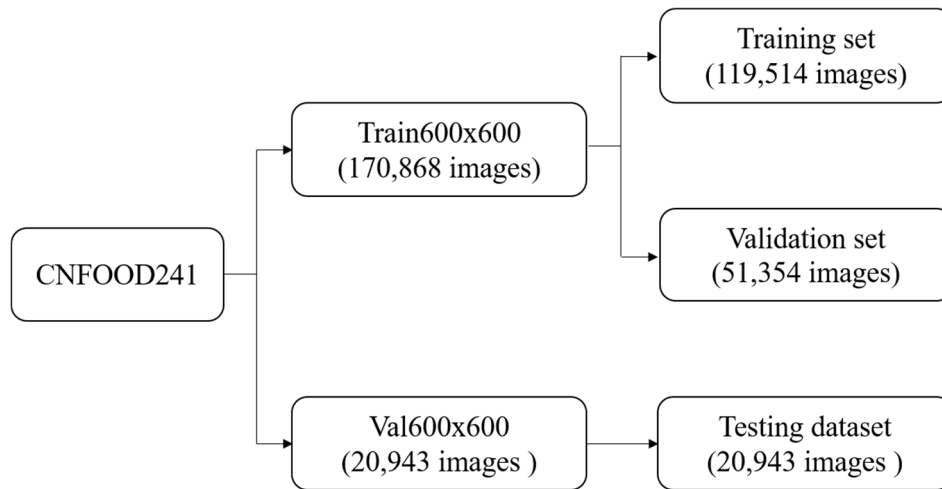 CNFOOD241
Train600x600
(170,868 images)
Training set
(119,514 images)
Validation set
(51,354 images)
Val600x600
(20,943 images )
Testing dataset
(20,943 images )